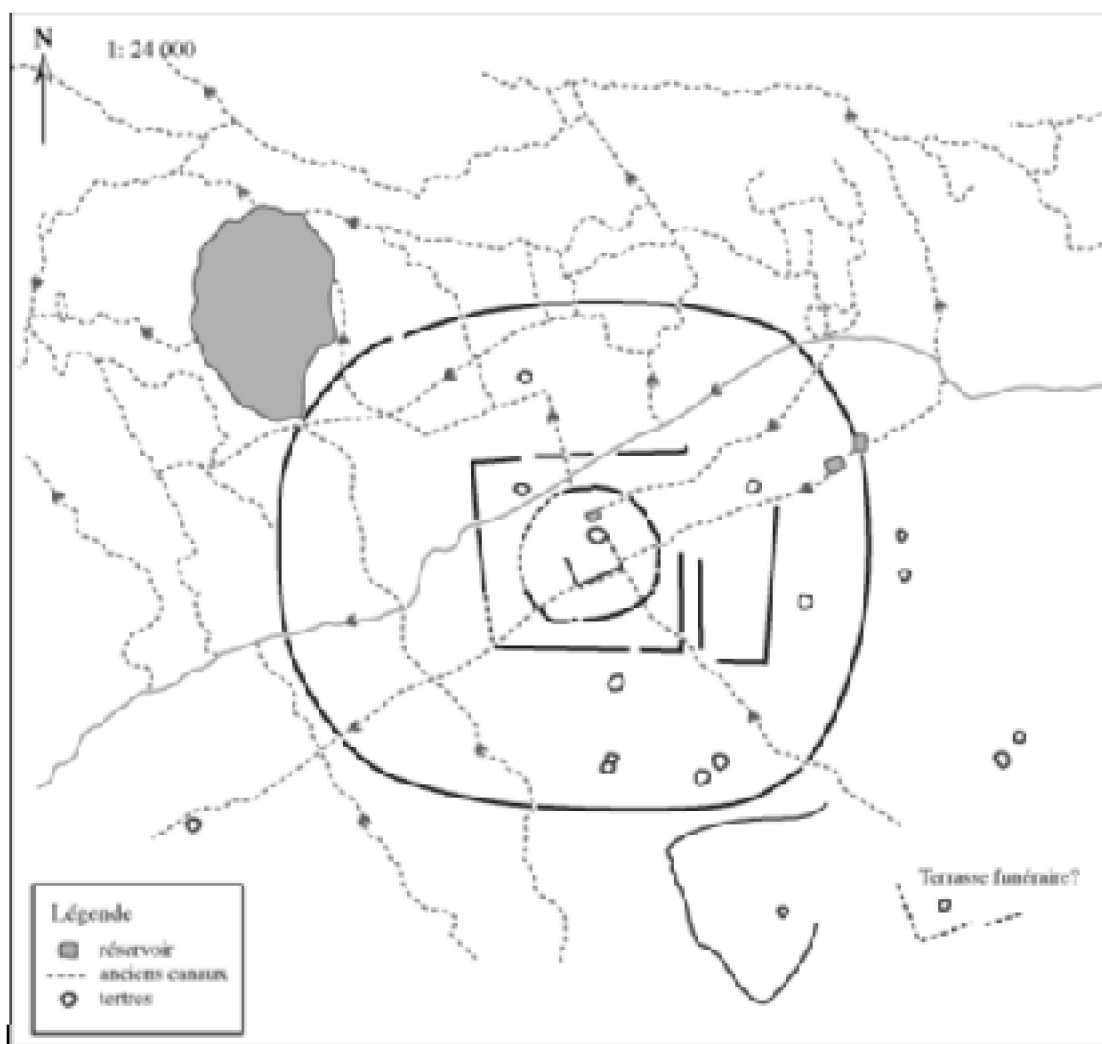 N
1: 24 000
Terrasse funéraire?
Légende
réservoir
anciens canaux
tertres